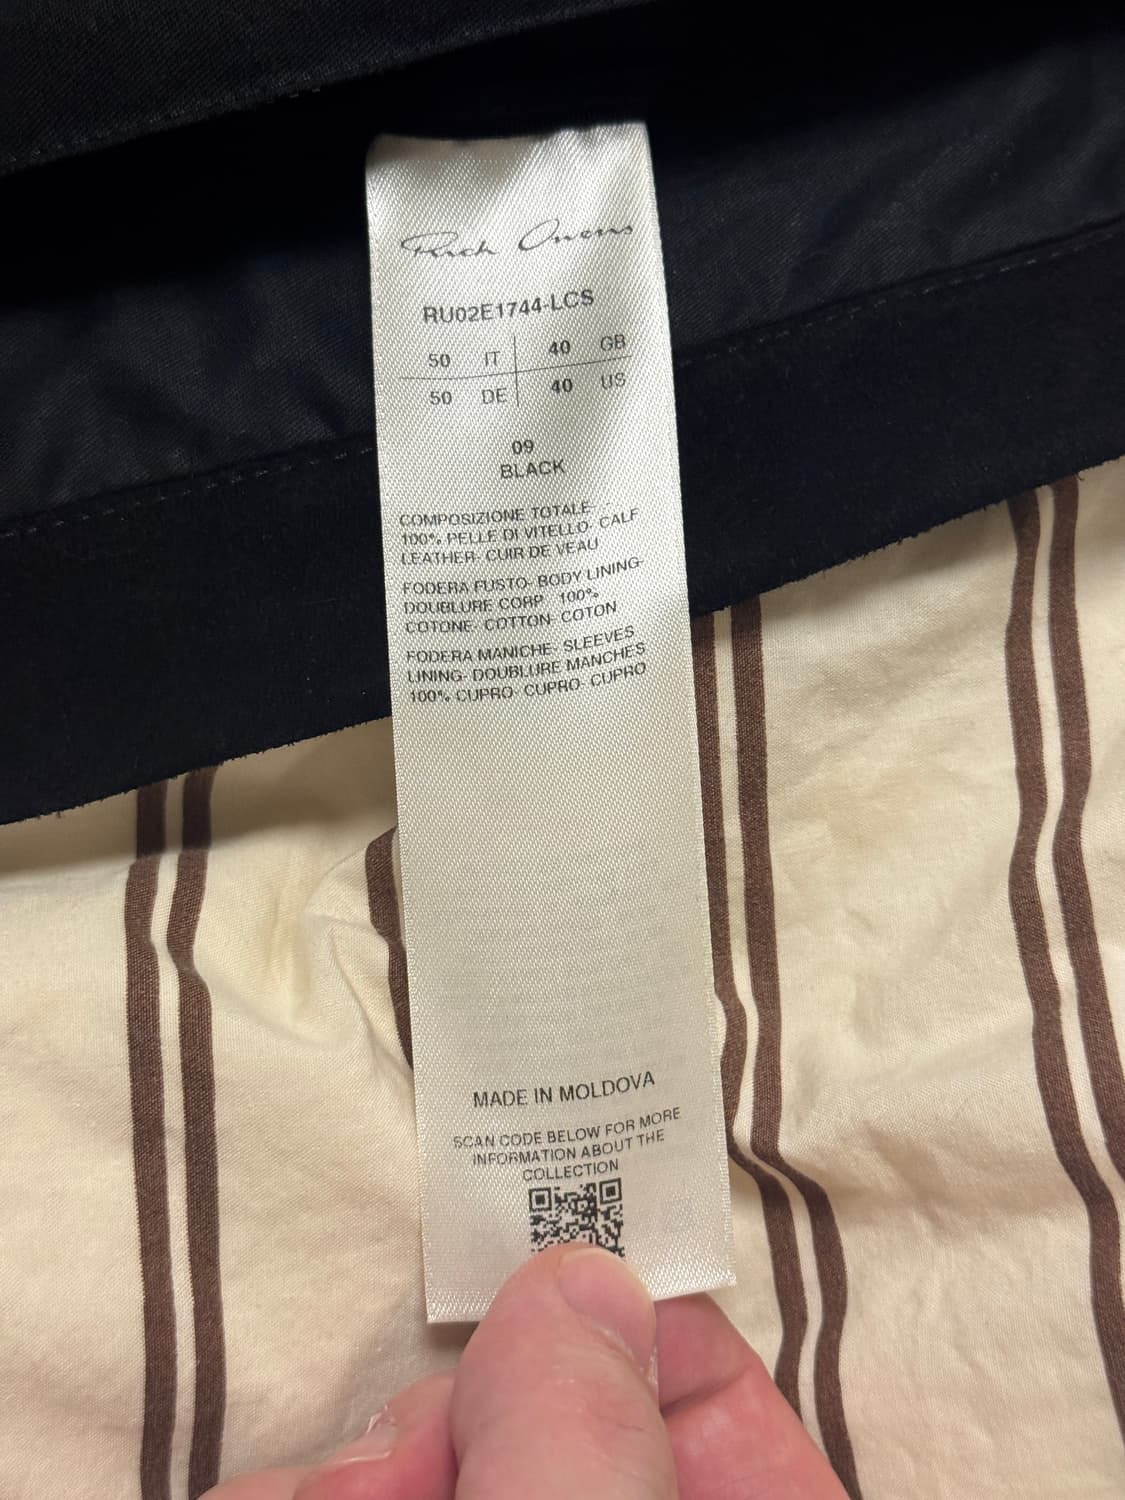 Rick Owens
RU02E1744-LCS
50 IT 40 GB
50 DE 40 US
09
BLACK
COMPOSIZIONE TOTALE-
100% PELLE DI VITELLO- CALF
LEATHER- CUIR DE VEAU
FODERA FUSTO- BODY LINING-
DOUBLURE CORP 100%
COTONE- COTTON- COTON
FODERA MANICHE- SLEEVES
LINING- DOUBLURE MANCHES
100% CUPRO- CUPRO- CUPRO
MADE IN MOLDOVA
SCAN CODE BELOW FOR MORE
INFORMATION ABOUT THE
COLLECTION